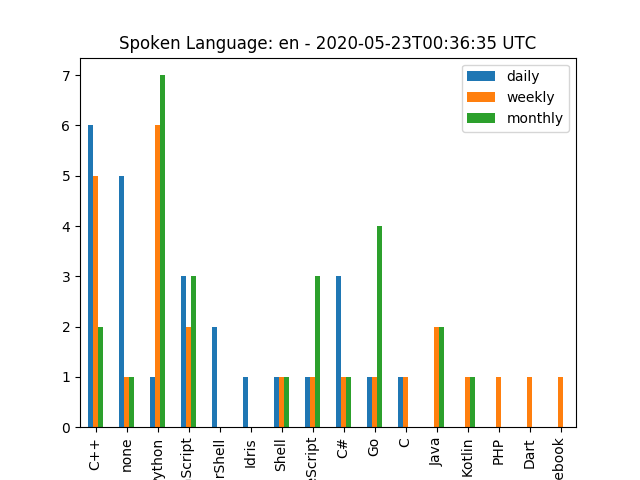 Spoken Language: en - 2020-05-23T00:36:35 UTC
daily
weekly
monthly
7
6
5
4
3
2
1
0
C++
none
ython
Script
rShell
Idris
Shell
eScript
C#
Go
C
Java
Kotlin
PHP
Dart
ebook